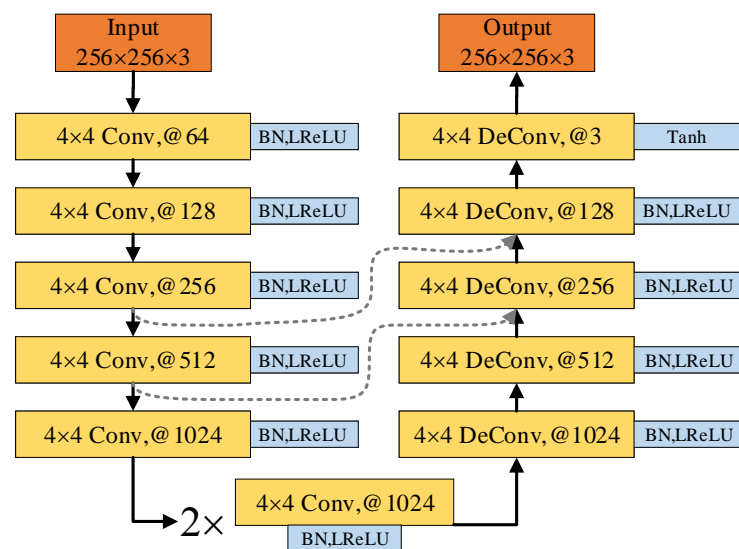 Input
256×256×3
4×4 Conv,@64
BN,LReLU
4×4 Conv,@128
BN,LReLU
4×4 Conv,@256
BN,LReLU
4×4 Conv,@512
BN,LReLU
4×4 Conv,@1024
BN,LReLU
2×
4×4 Conv,@1024
BN,LReLU
Output
256×256×3
4×4 DeConv,@3
Tanh
4×4 DeConv,@128
BN,LReLU
4×4 DeConv,@256
BN,LReLU
4×4 DeConv,@512
BN,LReLU
4×4 DeConv,@1024
BN,LReLU